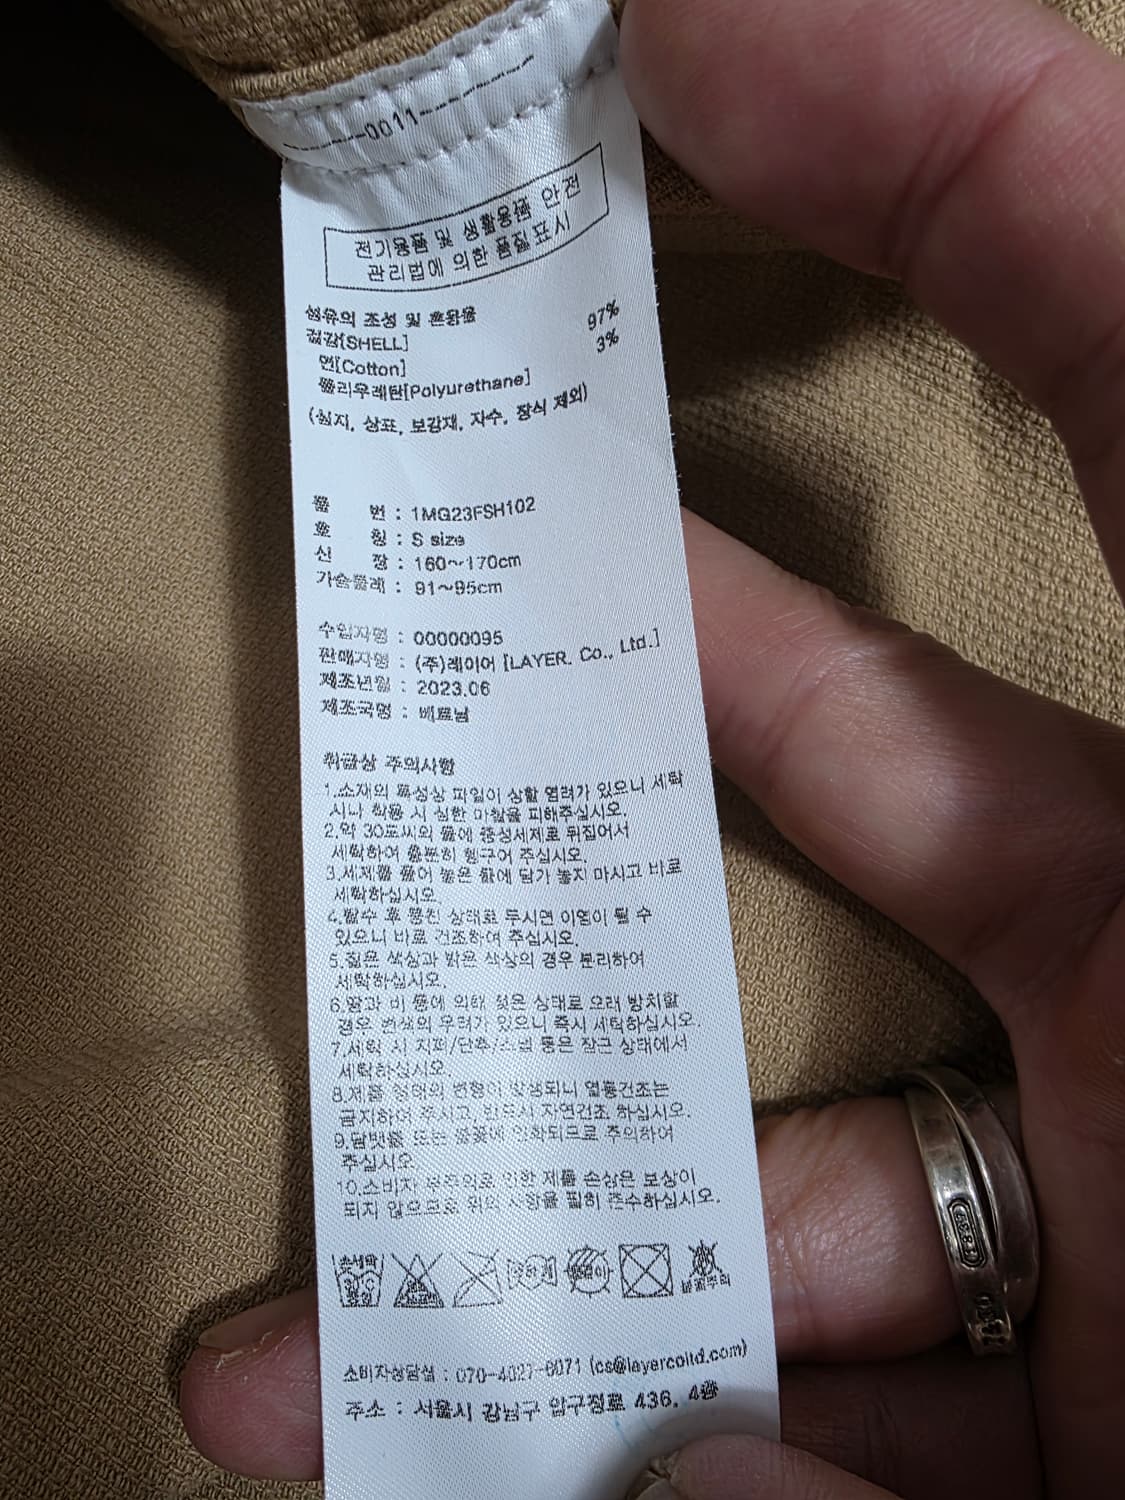 0011
전기용품 및 생활용품 안전
관리법에 의한 품질표시
섬유의 조성 및 혼용율
겉감[SHELL]
면[Cotton] 97%
폴리우레탄[Polyurethane] 3%
(심지, 상표, 보강재, 자수, 장식 제외)
품 번 : 1MG23FSH102
호 칭 : S size
신 장 : 160~170cm
가슴둘레 : 91~95cm
수입자명 : 00000095
판매자명 : (주)레이어 [LAYER. Co., Ltd.]
제조년월 : 2023.06
제조국명 : 베트남
취급상 주의사항
1.소재의 특성상 파일이 상할 염려가 있으니 세탁
시나 착용 시 심한 마찰을 피해주십시오.
2.약 30도씨의 물에 중성세제로 뒤집어서
세탁하여 충분히 헹구어 주십시오.
3.세제를 풀어 놓은 물에 담가 놓지 마시고 바로
세탁하십시오.
4.탈수 후 뭉친 상태로 두시면 이염이 될 수
있으니 바로 건조하여 주십시오.
5.짙은 색상과 밝은 색상의 경우 분리하여
세탁하십시오.
6.땀과 비 등에 의해 젖은 상태로 오래 방치할
경우 변색의 우려가 있으니 즉시 세탁하십시오.
7.세탁 시 지퍼/단추/스냅 등은 잠근 상태에서
세탁하십시오.
8.제품 형태의 변형이 발생되니 열풍건조는
금지하여 주시고, 반드시 자연건조 하십시오.
9.담뱃불 또는 불꽃에 인화되므로 주의하여
주십시오.
10.소비자 부주의로 인한 제품 손상은 보상이
되지 않으므로 위의 사항을 필히 준수하십시오.
손세탁
중성
소비자상담실 : 070-4027-0071 (cs@layercoltd.com)
주소 : 서울시 강남구 압구정로 436, 4층